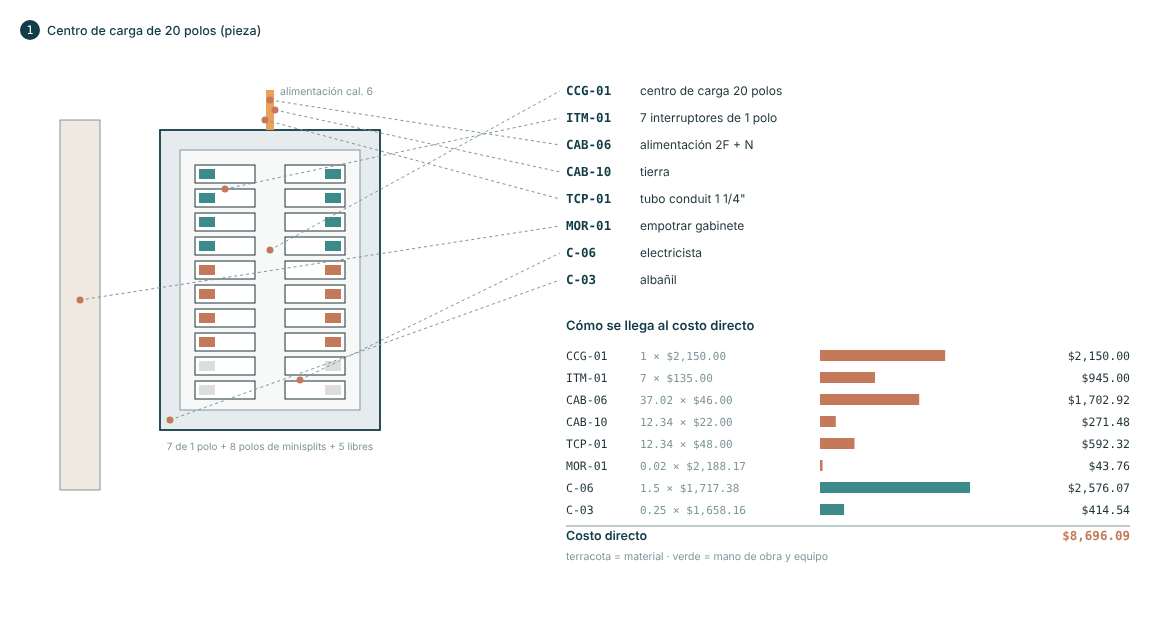 1 Centro de carga de 20 polos (pieza)
alimentación cal. 6
CCG-01 centro de carga 20 polos
ITM-01 7 interruptores de 1 polo
CAB-06 alimentación 2F + N
CAB-10 tierra
TCP-01 tubo conduit 1 1/4"
MOR-01 empotrar gabinete
C-06 electricista
C-03 albañil
7 de 1 polo + 8 polos de minisplits + 5 libres
Cómo se llega al costo directo
CCG-01 1 × $2,150.00 $2,150.00
ITM-01 7 × $135.00 $945.00
CAB-06 37.02 × $46.00 $1,702.92
CAB-10 12.34 × $22.00 $271.48
TCP-01 12.34 × $48.00 $592.32
MOR-01 0.02 × $2,188.17 $43.76
C-06 1.5 × $1,717.38 $2,576.07
C-03 0.25 × $1,658.16 $414.54
Costo directo $8,696.09
terracota = material · verde = mano de obra y equipo